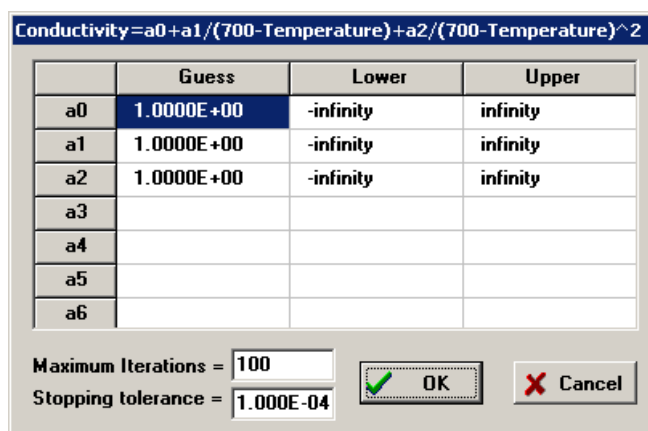 Conductivity=a0+a1/(700-Temperature)+a2/(700-Temperature)^2
Guess Lower Upper
a0 1.0000E+00 -infinity infinity
a1 1.0000E+00 -infinity infinity
a2 1.0000E+00 -infinity infinity
a3
a4
a5
a6
Maximum Iterations = 100
Stopping tolerance = 1.000E-04
OK
Cancel